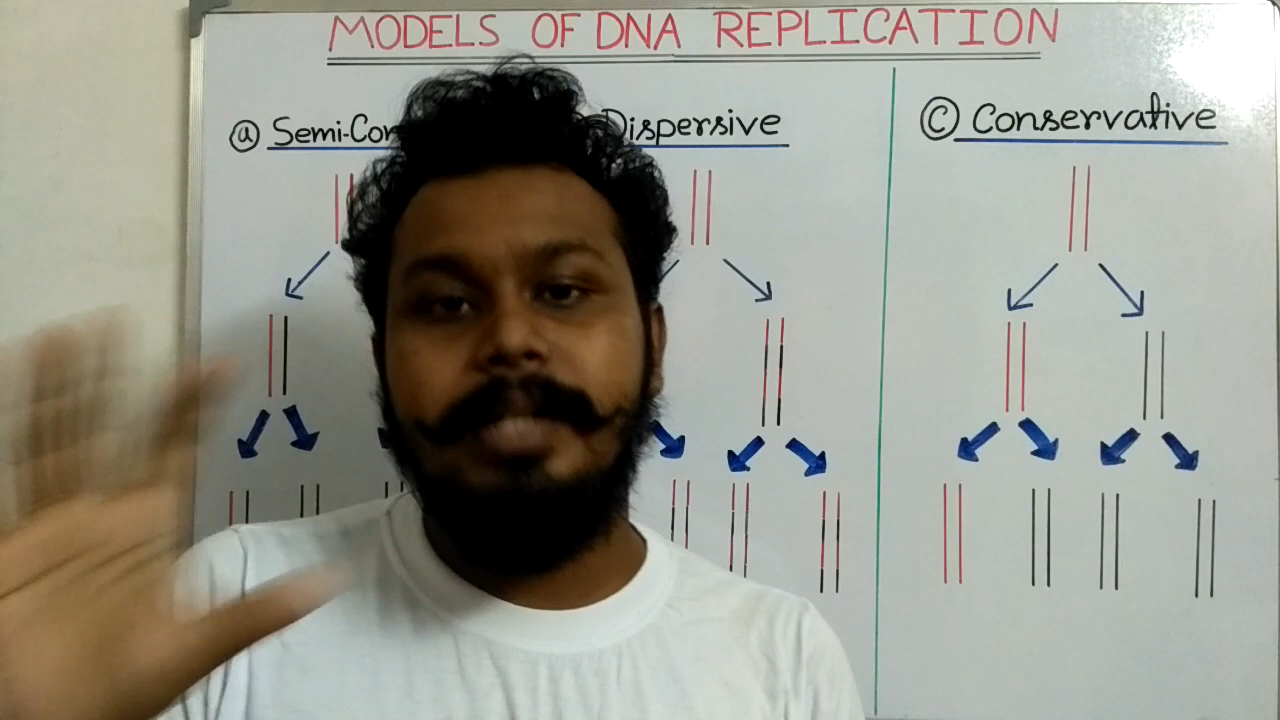 MODELS OF DNA REPLICATION
ⓐ Semi-Con
Dispersive
Ⓒ Conservative